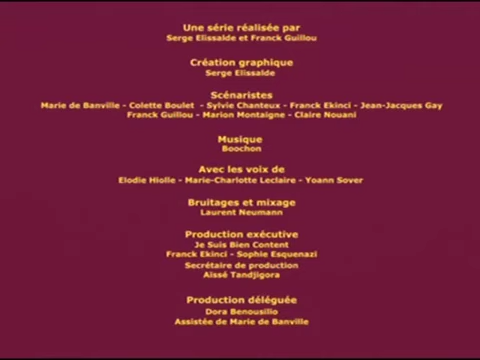 Une série réalisée par
Serge Elissalde et Franck Guillou
Création graphique
Serge Elissalde
Scénaristes
Marie de Banville - Colette Boulet - Sylvie Chanteux - Franck Ekinci - Jean-Jacques Gay
Franck Guillou - Marion Montaigne - Claire Nouani
Musique
Boochon
Avec les voix de
Elodie Hiolle - Marie-Charlotte Leclaire - Yoann Sover
Bruitages et mixage
Laurent Neumann
Production exécutive
Je Suis Bien Content
Franck Ekinci - Sophie Esquenazi
Secrétaire de production
Aissé Tandjigora
Production déléguée
Dora Benousilio
Assistée de Marie de Banville